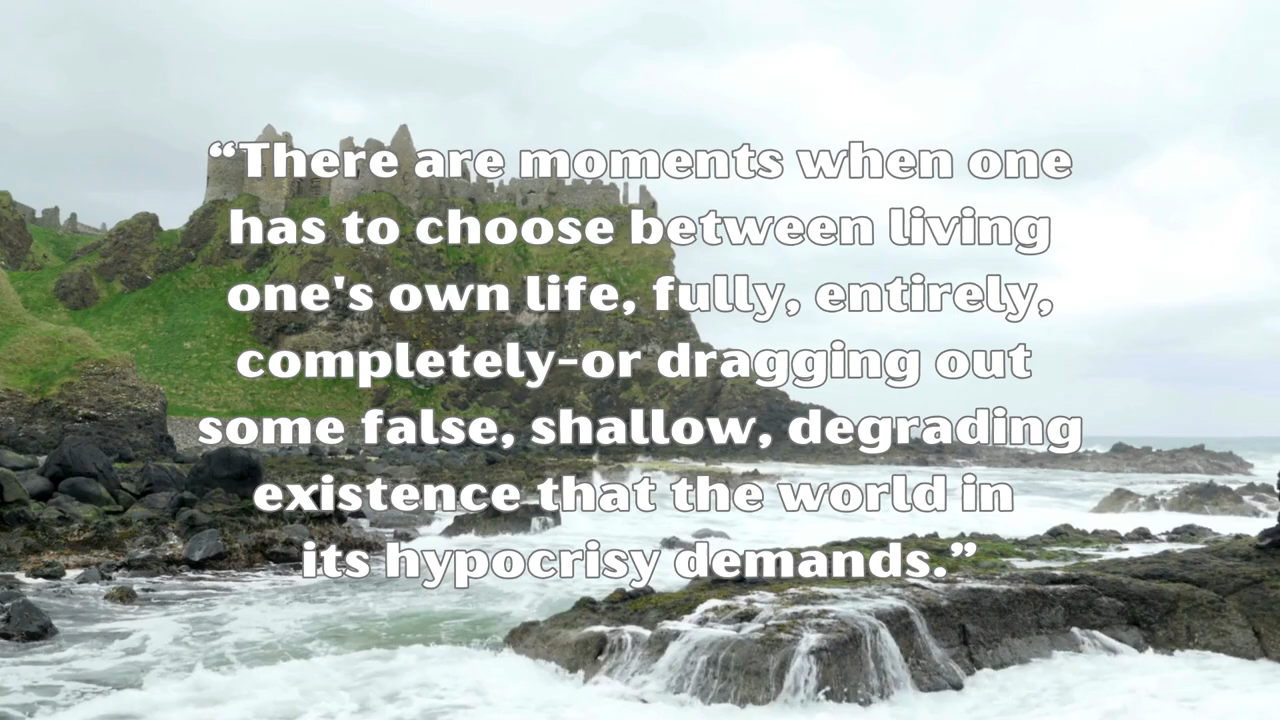 “There are moments when one
has to choose between living
one's own life, fully, entirely,
completely-or dragging out
some false, shallow, degrading
existence that the world in
its hypocrisy demands.”